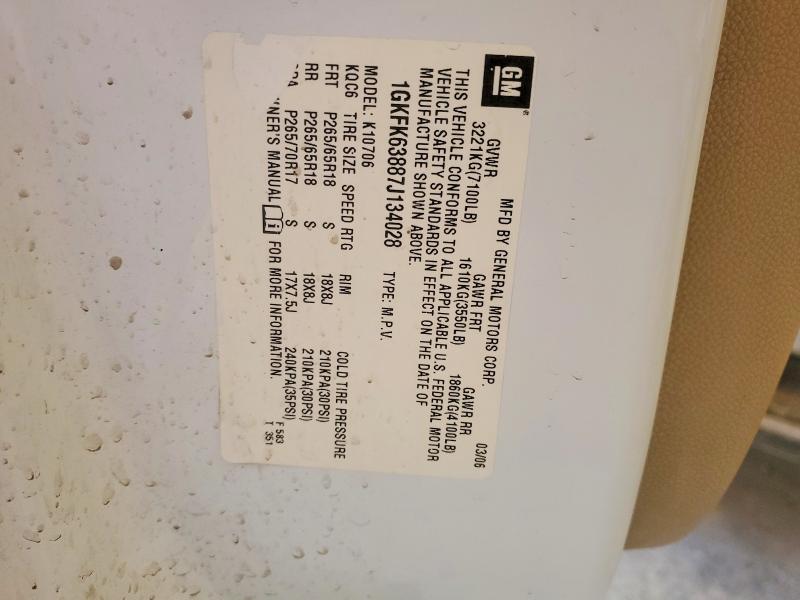 GM®
MFD BY GENERAL MOTORS CORP. 03/06
GVWR GAWR FRT GAWR RR
3221KG(7100LB) 1610KG(3550LB) 1860KG(4100LB)
THIS VEHICLE CONFORMS TO ALL APPLICABLE U.S. FEDERAL MOTOR
VEHICLE SAFETY STANDARDS IN EFFECT ON THE DATE OF
MANUFACTURE SHOWN ABOVE.
1GKFK63887J134028 TYPE: M.P.V.
MODEL: K10706
KQC6 TIRE SIZE SPEED RTG RIM COLD TIRE PRESSURE
FRT P265/65R18 S 18X8J 210KPA(30PSI)
RR P265/65R18 S 18X8J 210KPA(30PSI)
P265/70R17 S 17X7.5J 240KPA(35PSI)
NER'S MANUAL FOR MORE INFORMATION.
F 583
T 351